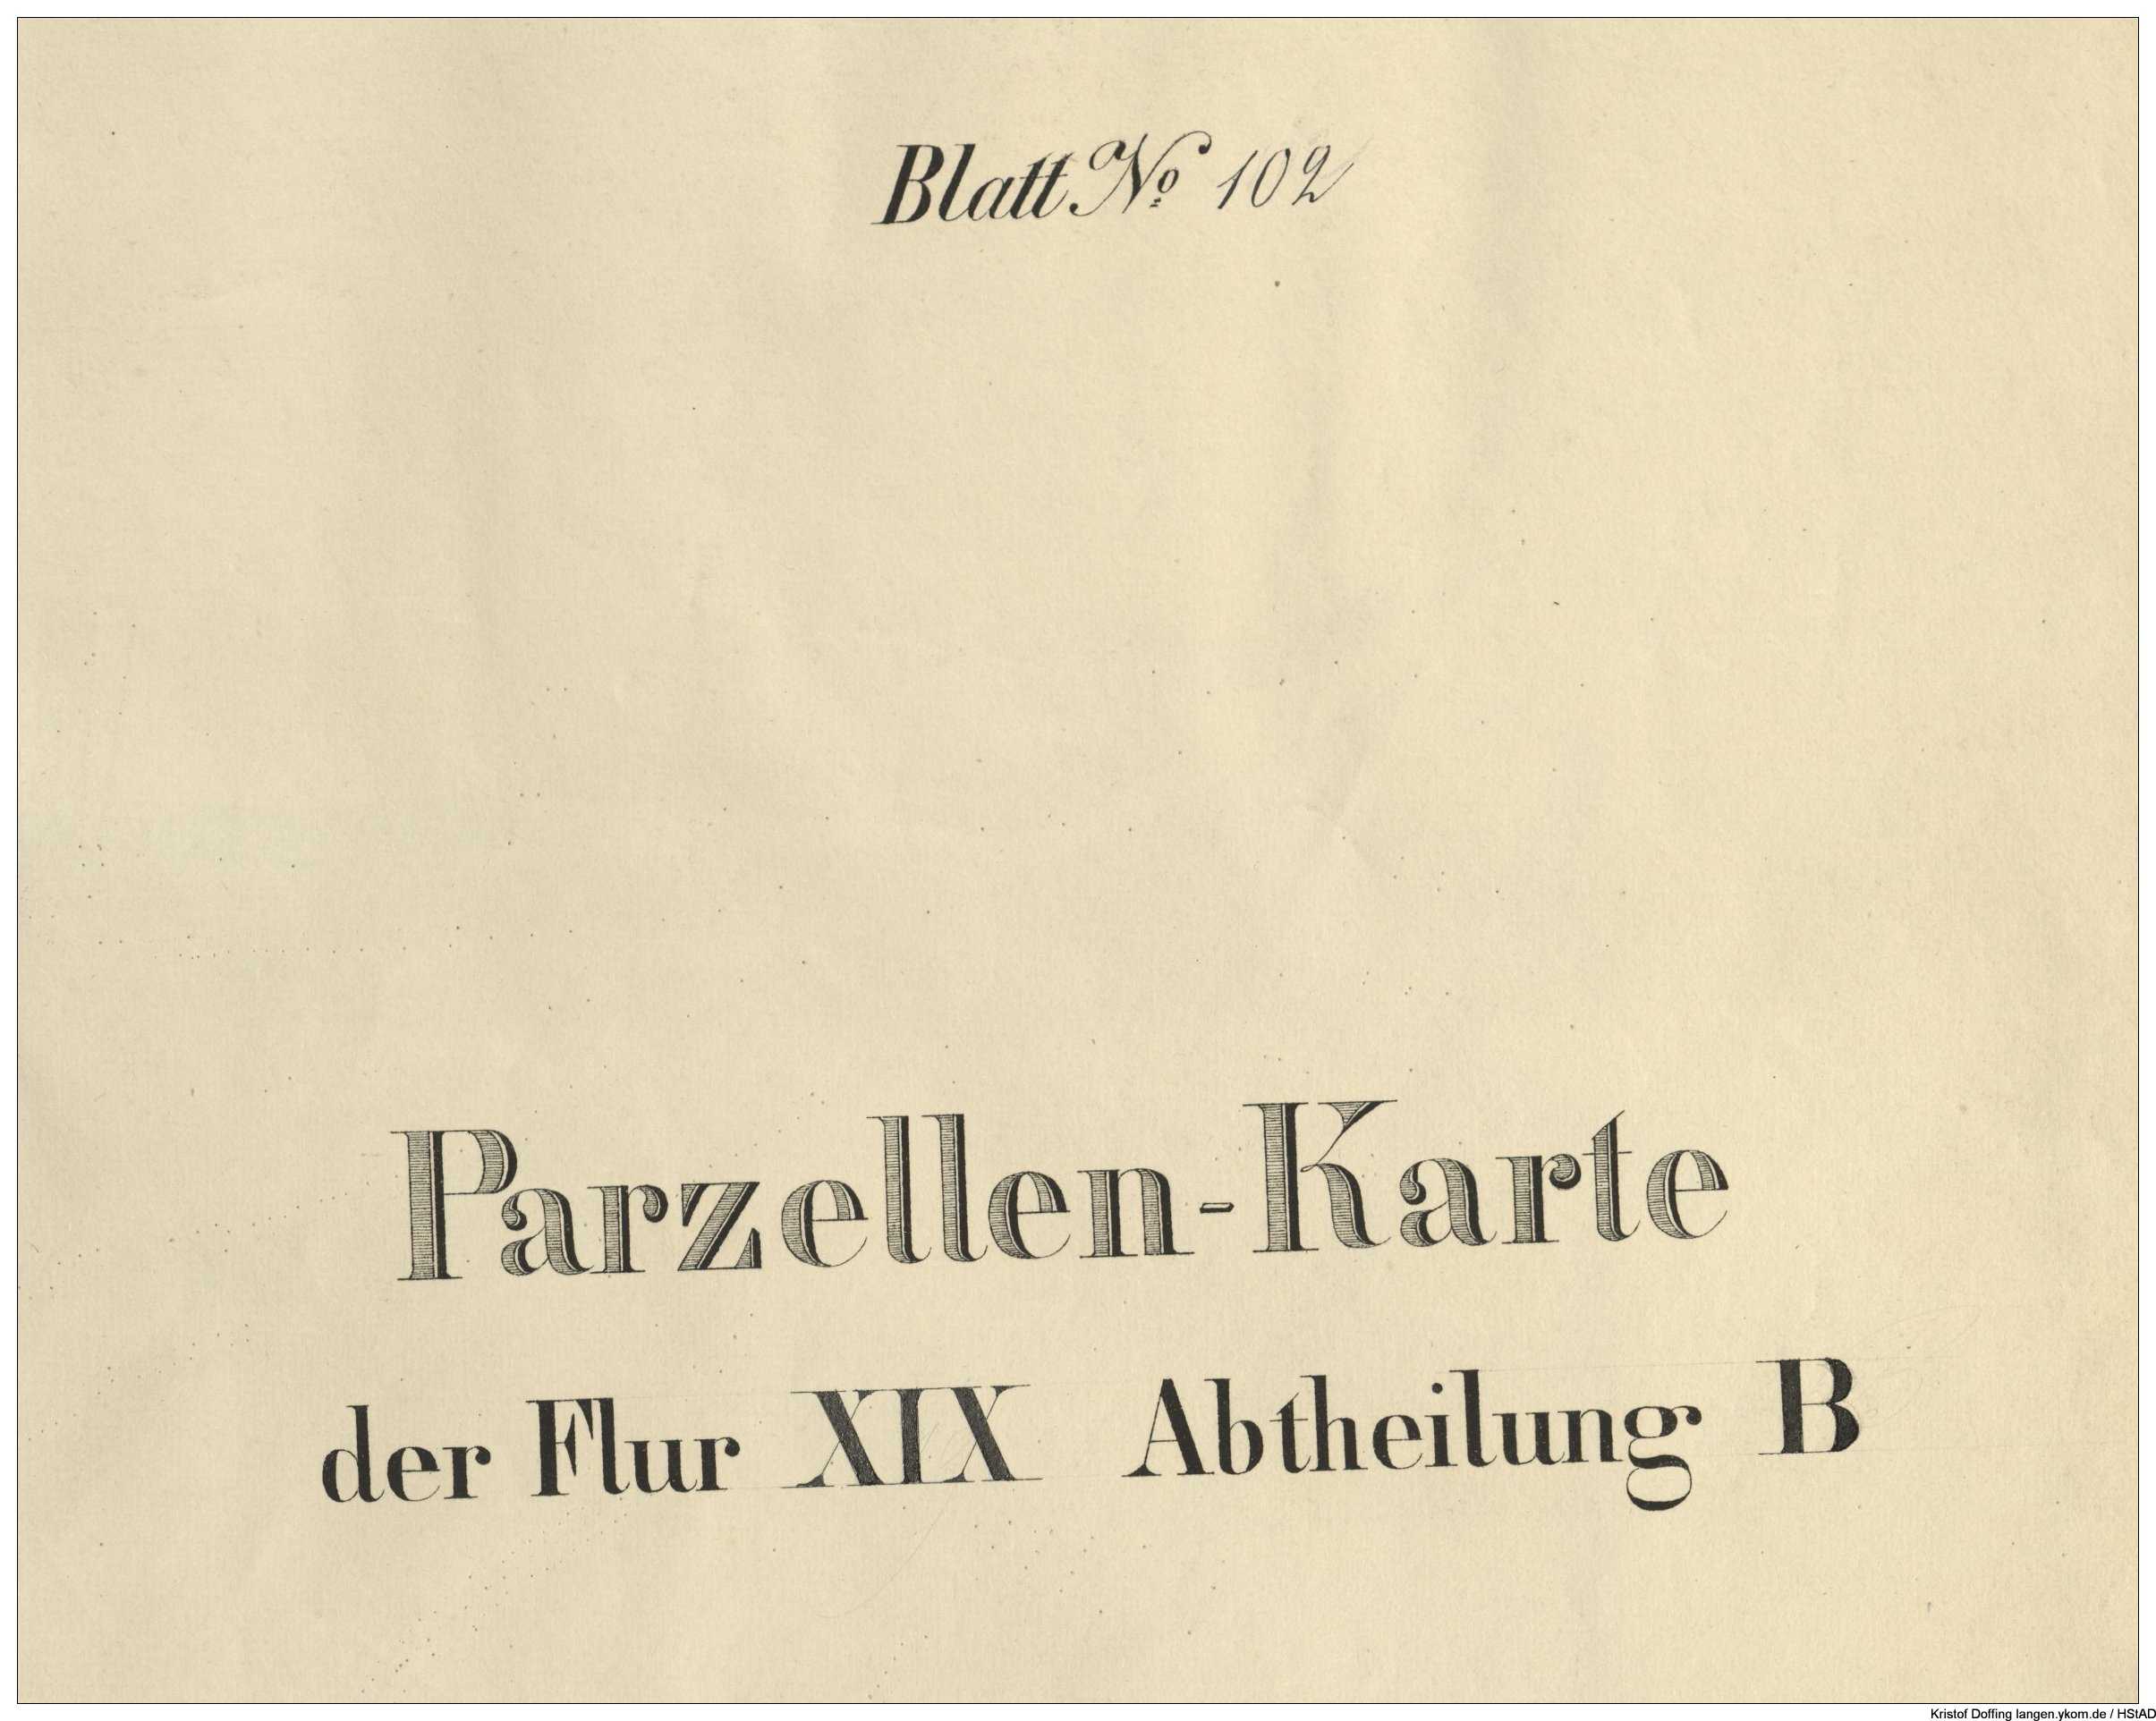 Blatt No 102
Parzellen-Karte
der Flur XIX Abtheilung B
Kristof Doffing langen.ykom.de / HStAD